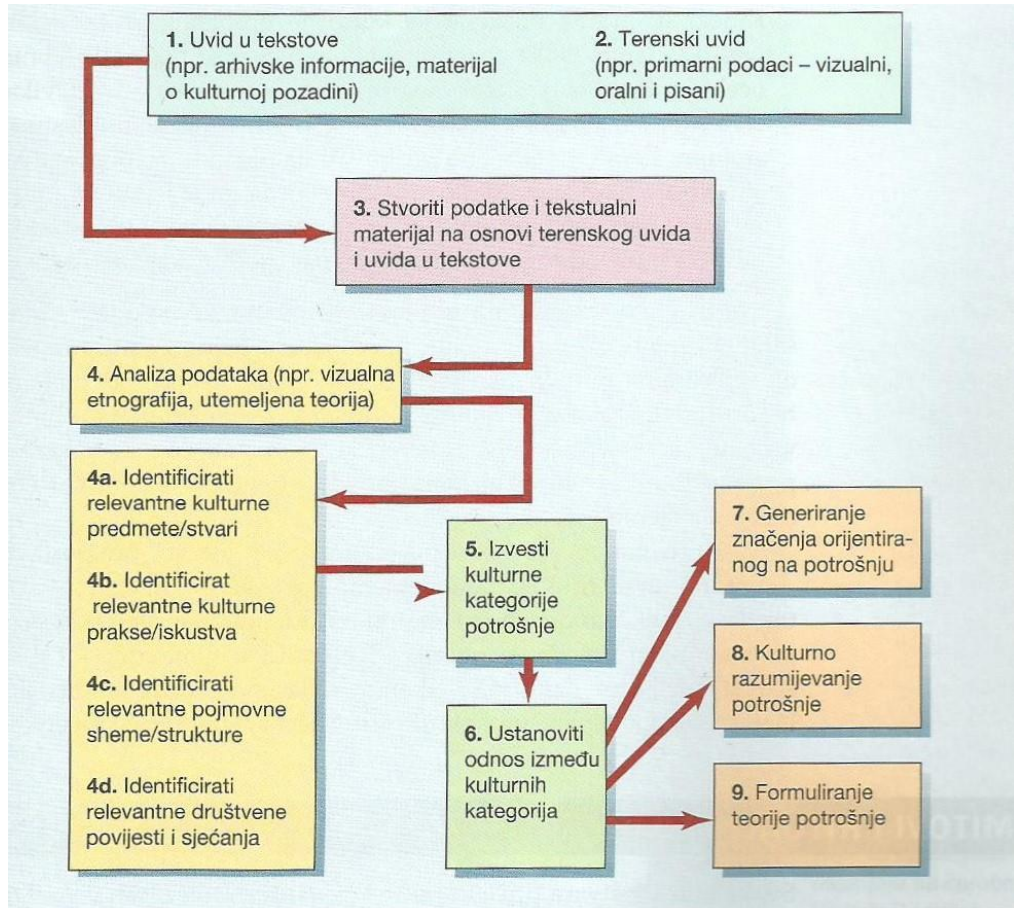 1. Uvid u tekstove
(npr. arhivske informacije, materijal
o kulturnoj pozadini)
2. Terenski uvid
(npr. primarni podaci – vizualni,
oralni i pisani)
3. Stvoriti podatke i tekstualni
materijal na osnovi terenskog uvida
i uvida u tekstove
4. Analiza podataka (npr. vizualna
etnografija, utemeljena teorija)
4a. Identificirati
relevantne kulturne
predmete/stvari
4b. Identificirat
relevantne kulturne
prakse/iskustva
4c. Identificirati
relevantne pojmovne
sheme/strukture
4d. Identificirati
relevantne društvene
povijesti i sjećanja
5. Izvesti
kulturne
kategorije
potrošnje
6. Ustanoviti
odnos između
kulturnih
kategorija
7. Generiranje
značenja orijentira-
nog na potrošnju
8. Kulturno
razumijevanje
potrošnje
9. Formuliranje
teorije potrošnje